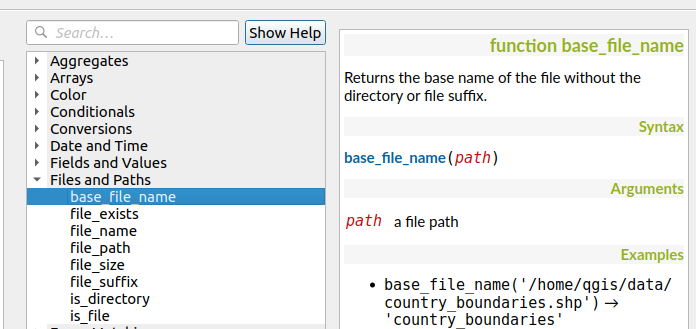 Search...
Show Help
Aggregates
Arrays
Color
Conditionals
Conversions
Date and Time
Fields and Values
Files and Paths
base_file_name
file_exists
file_name
file_path
file_size
file_suffix
is_directory
is_file
function base_file_name
Returns the base name of the file without the
directory or file suffix.
Syntax
base_file_name(path)
Arguments
path a file path
Examples
• base_file_name('/home/qgis/data/
country_boundaries.shp') →
'country_boundaries'